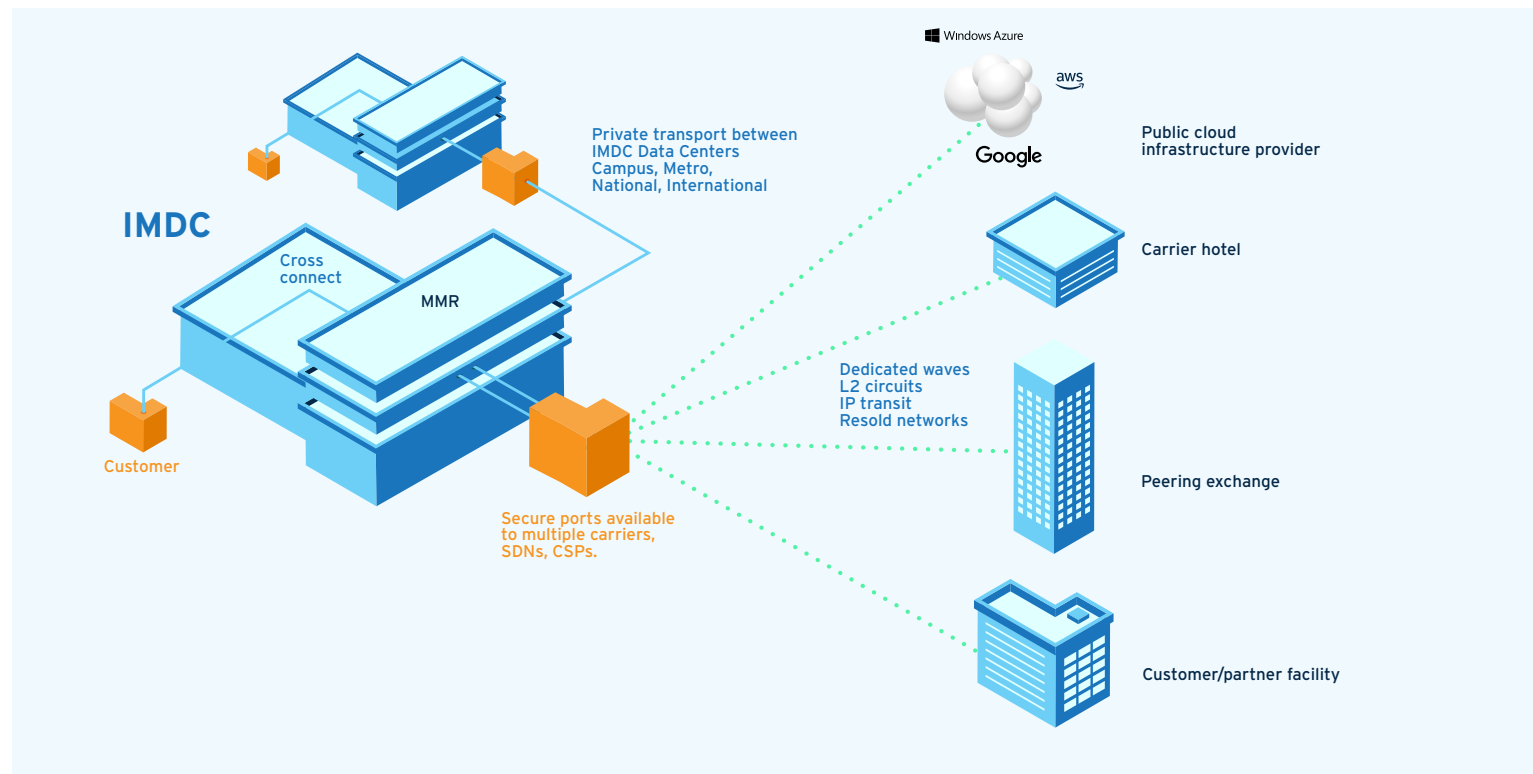 Windows Azure
aws
Google
Public cloud
infrastructure provider
Private transport between
IMDC Data Centers
Campus, Metro,
National, International
IMDC
Cross
connect
MMR
Carrier hotel
Dedicated waves
L2 circuits
IP transit
Resold networks
Customer
Peering exchange
Secure ports available
to multiple carriers,
SDNs, CSPs.
Customer/partner facility